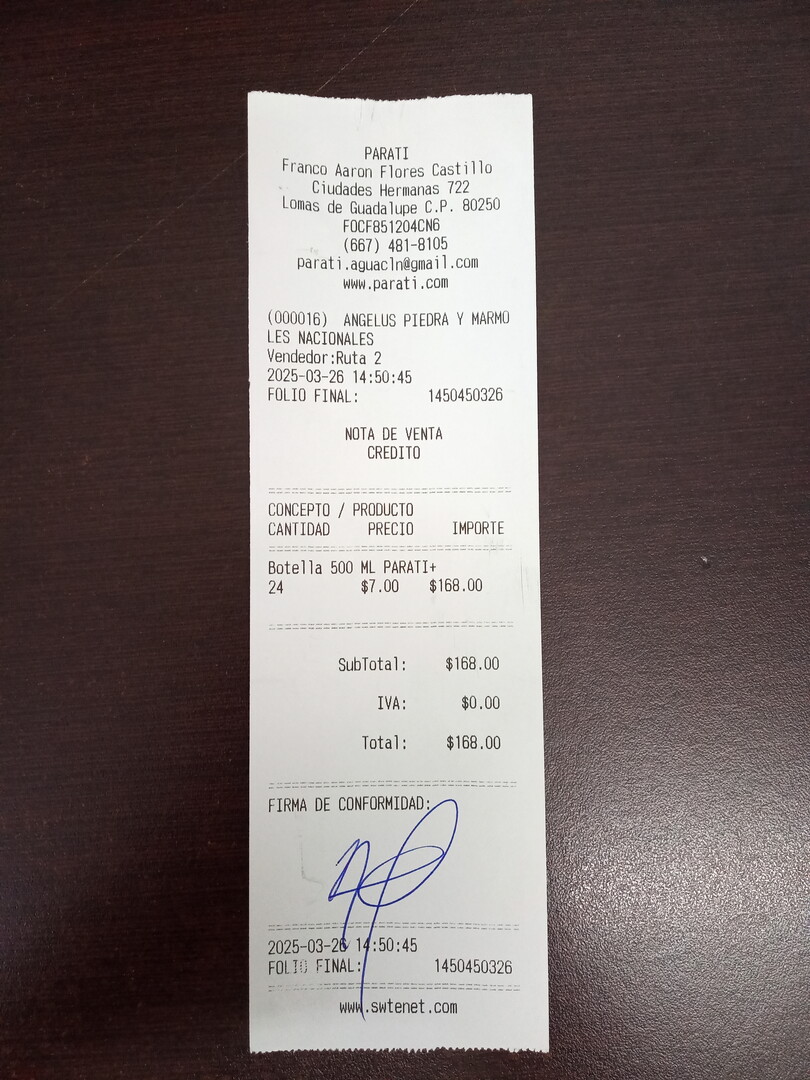 PARATI
Franco Aaron Flores Castillo
Ciudades Hermanas 722
Lomas de Guadalupe C.P. 80250
FOCF851204CN6
(667) 481-8105
parati.aguacln@gmail.com
www.parati.com
(000016) ANGELUS PIEDRA Y MARMO
LES NACIONALES
Vendedor:Ruta 2
2025-03-26 14:50:45
FOLIO FINAL: 1450450326
NOTA DE VENTA
CREDITO
CONCEPTO / PRODUCTO
CANTIDAD PRECIO IMPORTE
Botella 500 ML PARATI+
24 $7.00 $168.00
SubTotal: $168.00
IVA: $0.00
Total: $168.00
FIRMA DE CONFORMIDAD:
2025-03-26 14:50:45
FOLIO FINAL: 1450450326
www.swtenet.com